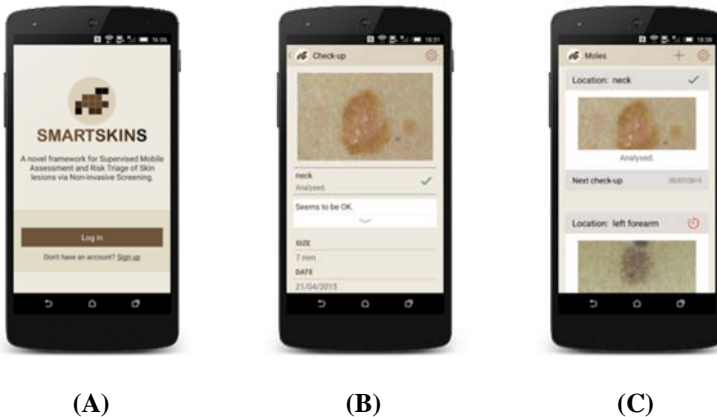 16:06
SMARTSKINS
A novel framework for Supervised Mobile
Assessment and Risk Triage of Skin
lesions via Non-invasive Screening.
Log in
Don't have an account? Sign up
(A)
Check-up
neck
Analysed
Seems to be OK.
SIZE
7 mm
DATE
21/04/2015
(B)
Moles
Location: neck
Analysed
Next check-up
Location: left forearm
(C)